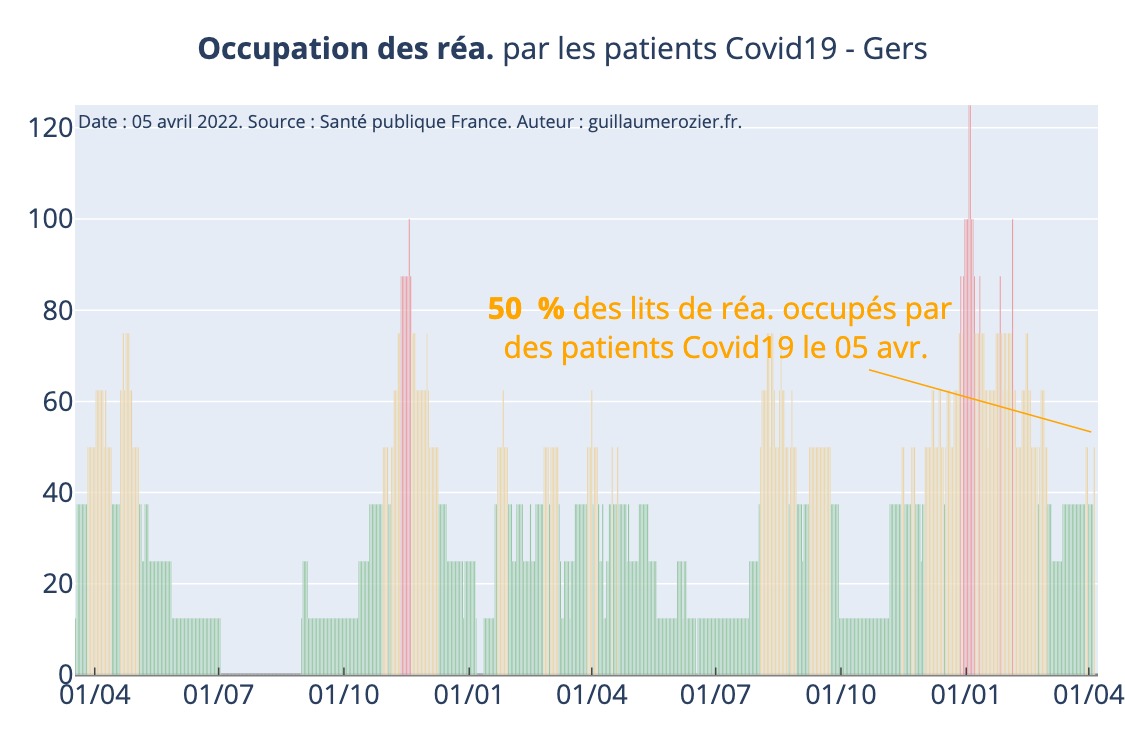 Occupation des réa. par les patients Covid19 - Gers
120
Date : 05 avril 2022. Source : Santé publique France. Auteur : guillaumerozier.fr.
100
80
50 % des lits de réa. occupés par
des patients Covid19 le 05 avr.
60
40
20
0
01/04 01/07 01/10 01/01 01/04 01/07 01/10 01/01 01/04